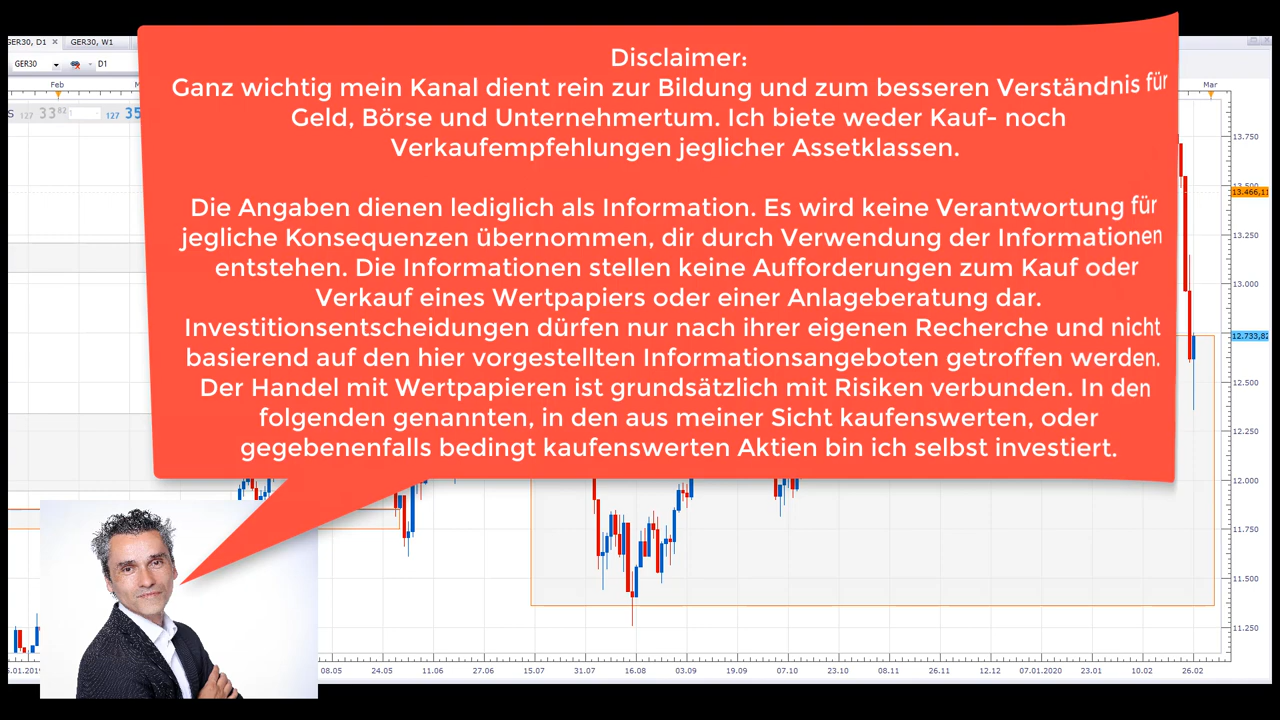 GER30, D1
GER30, W1
GER30
D1
Feb
Mar
127 33 82 1 127 35
Disclaimer:
Ganz wichtig mein Kanal dient rein zur Bildung und zum besseren Verständnis für
Geld, Börse und Unternehmertum. Ich biete weder Kauf- noch
Verkaufempfehlungen jeglicher Assetklassen.
Die Angaben dienen lediglich als Information. Es wird keine Verantwortung für
jegliche Konsequenzen übernommen, dir durch Verwendung der Informationen
entstehen. Die Informationen stellen keine Aufforderungen zum Kauf oder
Verkauf eines Wertpapiers oder einer Anlageberatung dar.
Investitionsentscheidungen dürfen nur nach ihrer eigenen Recherche und nicht
basierend auf den hier vorgestellten Informationsangeboten getroffen werden.
Der Handel mit Wertpapieren ist grundsätzlich mit Risiken verbunden. In den
folgenden genannten, in den aus meiner Sicht kaufenswerten, oder
gegebenenfalls bedingt kaufenswerten Aktien bin ich selbst investiert.
13.750
13.500
13.466,11
13.250
13.000
12.733,82
12.500
12.250
12.000
11.750
11.500
11.250
08.05 24.05 11.06 27.06 15.07 31.07 16.08 03.09 19.09 07.10 23.10 08.11 26.11 12.12 07.01.2020 23.01 10.02 26.02